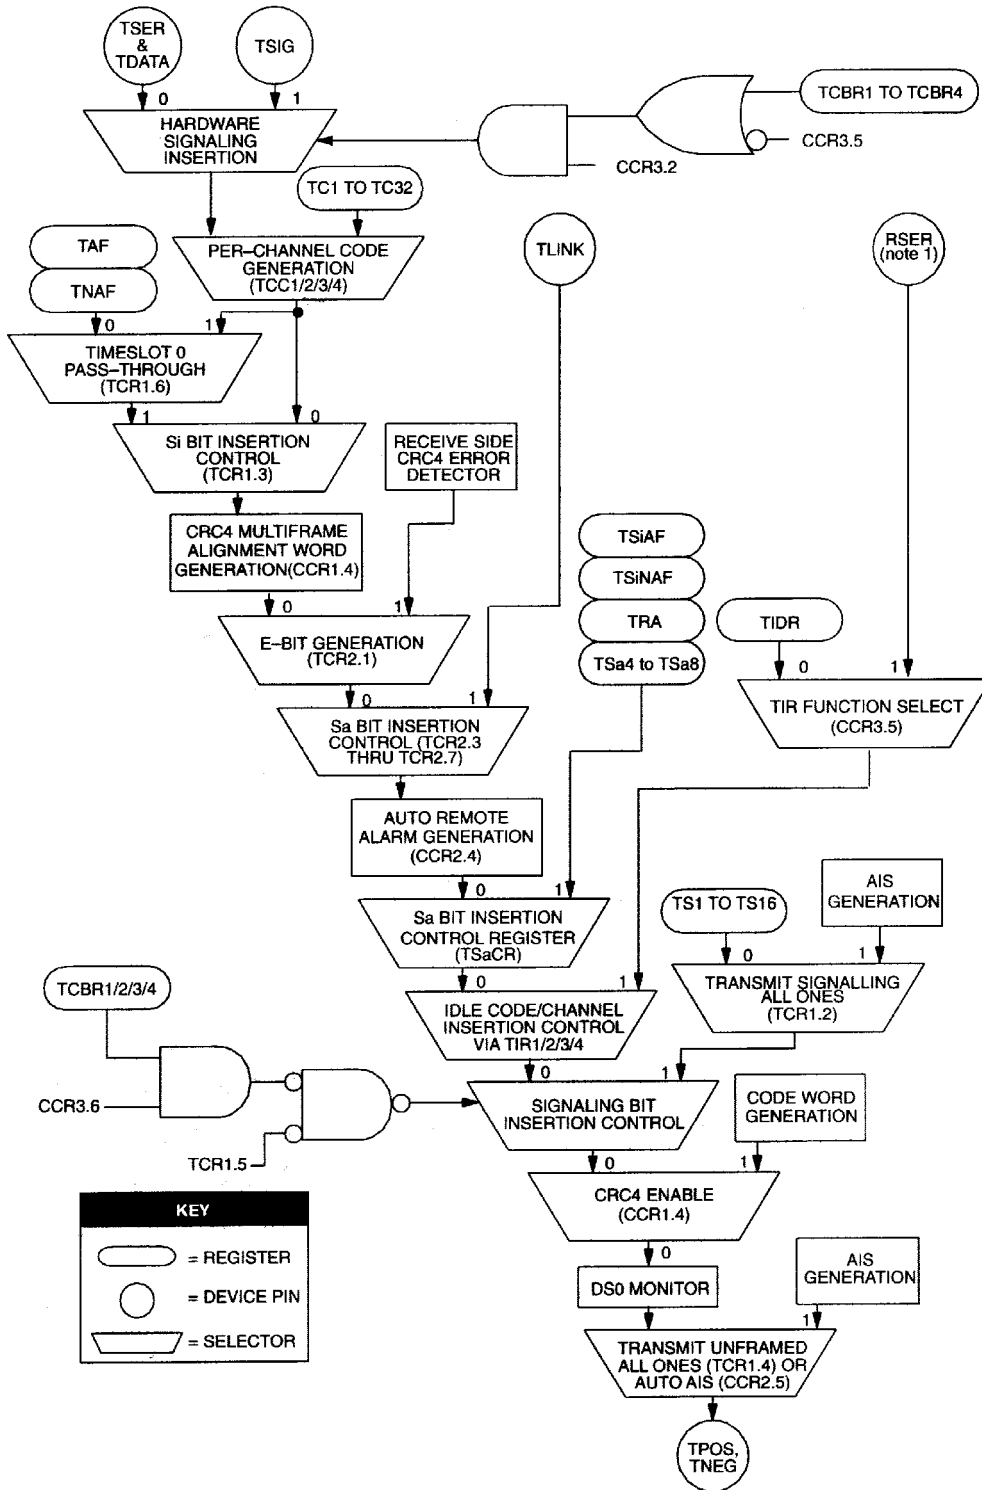 TSER
&
TDATA
TSIG
0
1
TCBR1 TO TCBR4
HARDWARE
SIGNALING
INSERTION
CCR3.5
CCR3.2
TC1 TO TC32
TAF
TNAF
PER–CHANNEL CODE
GENERATION
(TCC1/2/3/4)
TLINK
RSER
(note 1)
0
1
TIMESLOT 0
PASS–THROUGH
(TCR1.6)
1
0
Si BIT INSERTION
CONTROL
(TCR1.3)
RECEIVE SIDE
CRC4 ERROR
DETECTOR
CRC4 MULTIFRAME
ALIGNMENT WORD
GENERATION(CCR1.4)
TSiAF
TSiNAF
TRA
TSa4 to TSa8
0
1
E–BIT GENERATION
(TCR2.1)
TIDR
0
1
TIR FUNCTION SELECT
(CCR3.5)
0
1
Sa BIT INSERTION
CONTROL (TCR2.3
THRU TCR2.7)
AUTO REMOTE
ALARM GENERATION
(CCR2.4)
0
1
Sa BIT INSERTION
CONTROL REGISTER
(TSaCR)
TS1 TO TS16
AIS
GENERATION
0
1
TRANSMIT SIGNALLING
ALL ONES
(TCR1.2)
0
1
IDLE CODE/CHANNEL
INSERTION CONTROL
VIA TIR1/2/3/4
TCBR1/2/3/4
CCR3.6
TCR1.5
0
1
SIGNALING BIT
INSERTION CONTROL
CODE WORD
GENERATION
0
1
CRC4 ENABLE
(CCR1.4)
0
DS0 MONITOR
AIS
GENERATION
1
TRANSMIT UNFRAMED
ALL ONES (TCR1.4) OR
AUTO AIS (CCR2.5)
TPOS,
TNEG
KEY
= REGISTER
= DEVICE PIN
= SELECTOR